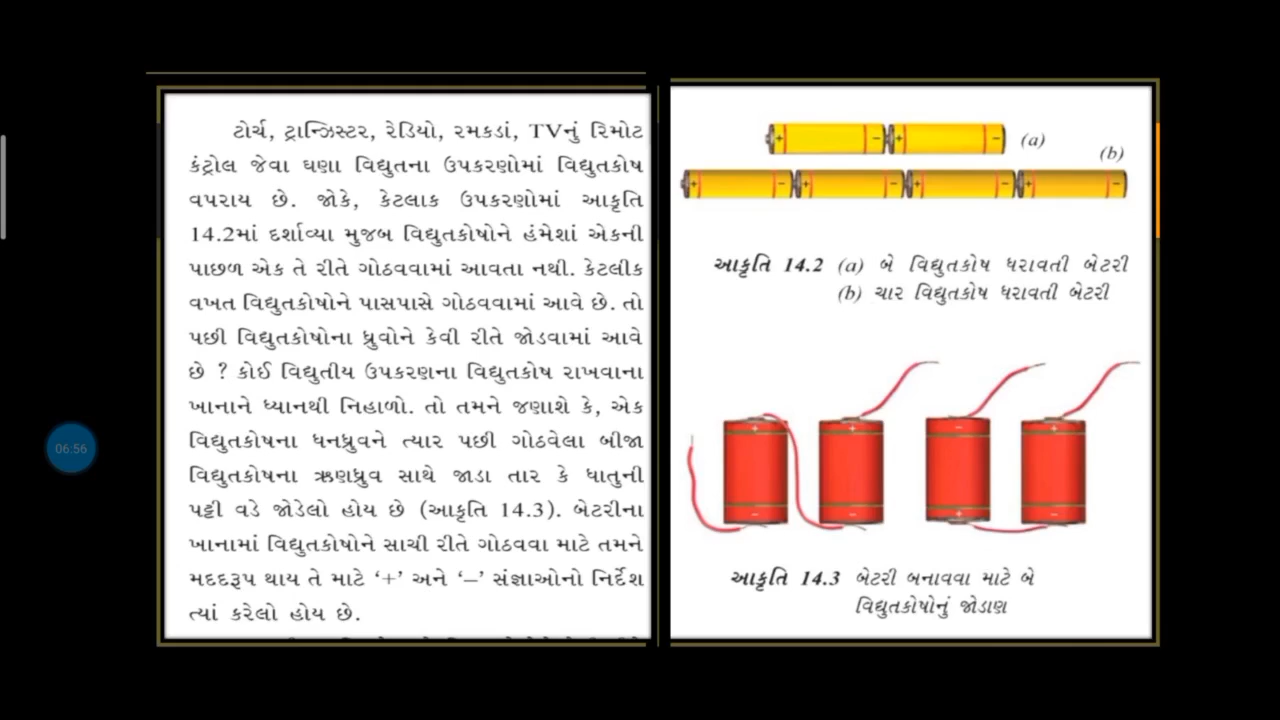 ટોર્ચ, ટ્રાન્ઝિસ્ટર, રેડિયો, રમકડાં, TVનું રિમોટ
કંટ્રોલ જેવા ઘણા વિદ્યુતના ઉપકરણોમાં વિદ્યુતકોષ
વપરાય છે. જોકે, કેટલાક ઉપકરણોમાં આકૃતિ
14.2માં દર્શાવ્યા મુજબ વિદ્યુતકોષોને હંમેશાં એકની
પાછળ એક તે રીતે ગોઠવવામાં આવતા નથી. કેટલીક
વખત વિદ્યુતકોષોને પાસપાસે ગોઠવવામાં આવે છે. તો
પછી વિદ્યુતકોષોના ધ્રુવોને કેવી રીતે જોડવામાં આવે
છે ? કોઈ વિદ્યુતીય ઉપકરણના વિદ્યુતકોષ રાખવાના
ખાનાને ધ્યાનથી નિહાળો. તો તમને જણાશે કે, એક
વિદ્યુતકોષના ધનધ્રુવને ત્યાર પછી ગોઠવેલા બીજા
વિદ્યુતકોષના ઋણધ્રુવ સાથે જાડા તાર કે ધાતુની
પટ્ટી વડે જોડેલો હોય છે (આકૃતિ 14.3). બેટરીના
ખાનામાં વિદ્યુતકોષોને સાચી રીતે ગોઠવવા માટે તમને
મદદરૂપ થાય તે માટે ‘+’ અને ‘–’ સંજ્ઞાઓનો નિર્દેશ
ત્યાં કરેલો હોય છે.
+ – + – (a)
(b)
+ – + – + – + –
આકૃતિ 14.2 (a) બે વિદ્યુતકોષ ધરાવતી બેટરી
(b) ચાર વિદ્યુતકોષ ધરાવતી બેટરી
+ + – +
– – + –
આકૃતિ 14.3 બેટરી બનાવવા માટે બે
વિદ્યુતકોષોનું જોડાણ
06:56